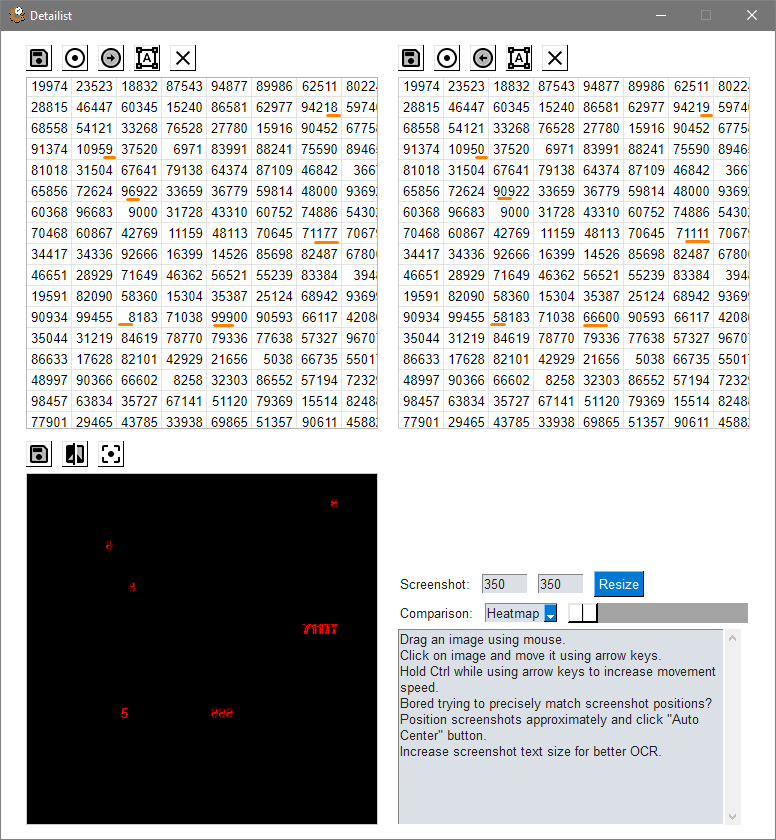 Detailist
19974 23523 18832 87543 94877 89986 62511 8022
28815 46447 60345 15240 86581 62977 94218 59740
68558 54121 33268 76528 27780 15916 90452 6775
91374 10959 37520 6971 83991 88241 75590 8946
81018 31504 67641 79138 64374 87109 46842 366
65856 72624 96922 33659 36779 59814 48000 9369
60368 96683 9000 31728 43310 60752 74886 5430
70468 60867 42769 11159 48113 70645 71177 7067
34417 34336 92666 16399 14526 85698 82487 6780
46651 28929 71649 46362 56521 55239 83384 394
19591 82090 58360 15304 35387 25124 68942 9369
90934 99455 8183 71038 99900 90593 66117 4208
35044 31219 84619 78770 79336 77638 57327 9670
86633 17628 82101 42929 21656 5038 66735 5501
48997 90366 66602 8258 32303 86552 57194 7232
98457 63834 35727 67141 51120 79369 15514 8248
77901 29465 43785 33938 69865 51357 90611 4588
19974 23523 18832 87543 94877 89986 62511 8022
28815 46447 60345 15240 86581 62977 94219 59740
68558 54121 33268 76528 27780 15916 90452 6775
91374 10950 37520 6971 83991 88241 75590 8946
81018 31504 67641 79138 64374 87109 46842 366
65856 72624 90922 33659 36779 59814 48000 9369
60368 96683 9000 31728 43310 60752 74886 5430
70468 60867 42769 11159 48113 70645 71111 7067
34417 34336 92666 16399 14526 85698 82487 6780
46651 28929 71649 46362 56521 55239 83384 394
19591 82090 58360 15304 35387 25124 68942 9369
90934 99455 58183 71038 66600 90593 66117 4208
35044 31219 84619 78770 79336 77638 57327 9670
86633 17628 82101 42929 21656 5038 66735 5501
48997 90366 66602 8258 32303 86552 57194 7232
98457 63834 35727 67141 51120 79369 15514 8248
77901 29465 43785 33938 69865 51357 90611 4588
5
Screenshot: 350 350 Resize
Comparison: Heatmap
Drag an image using mouse.
Click on image and move it using arrow keys.
Hold Ctrl while using arrow keys to increase movement
speed.
Bored trying to precisely match screenshot positions?
Position screenshots approximately and click "Auto
Center" button.
Increase screenshot text size for better OCR.